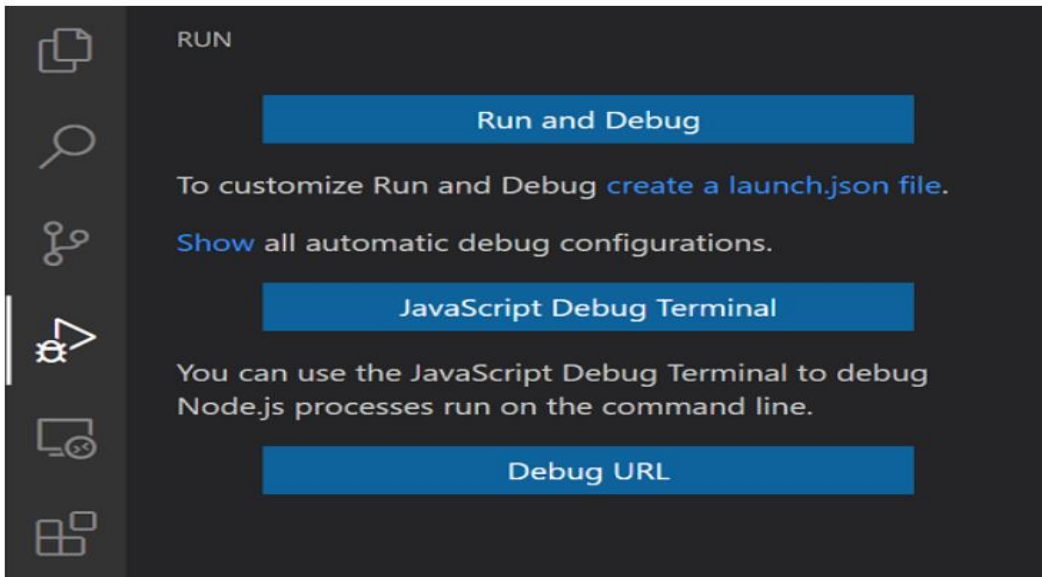 RUN
Run and Debug
To customize Run and Debug create a launch.json file.
Show all automatic debug configurations.
JavaScript Debug Terminal
You can use the JavaScript Debug Terminal to debug
Node.js processes run on the command line.
Debug URL